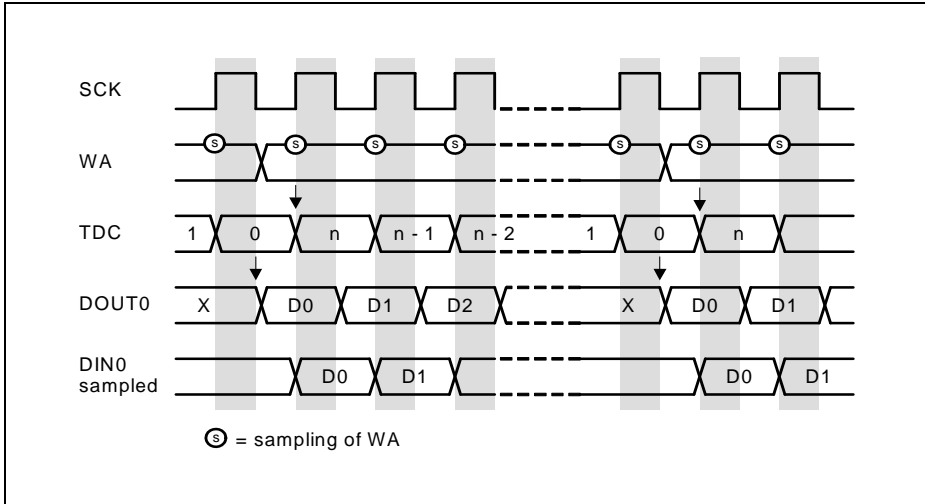 SCK
S S S S S S S
WA
TDC 1 0 n n - 1 n - 2 1 0 n
DOUT0 X D0 D1 D2 X D0 D1
DIN0
sampled D0 D1 D0 D1
S = sampling of WA